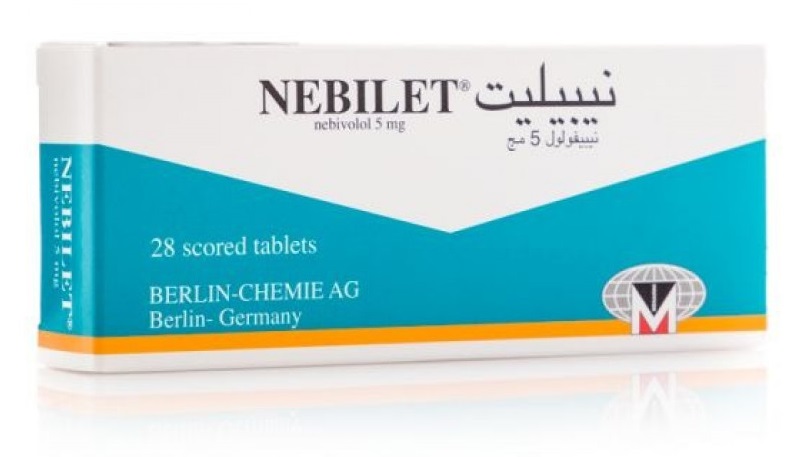 NEBILET® نيبيليت
nebivolol 5 mg
نيبيفولول 5 مج
28 scored tablets
BERLIN-CHEMIE AG
Berlin- Germany
M
NEBILET®
nebivolol 5 mg